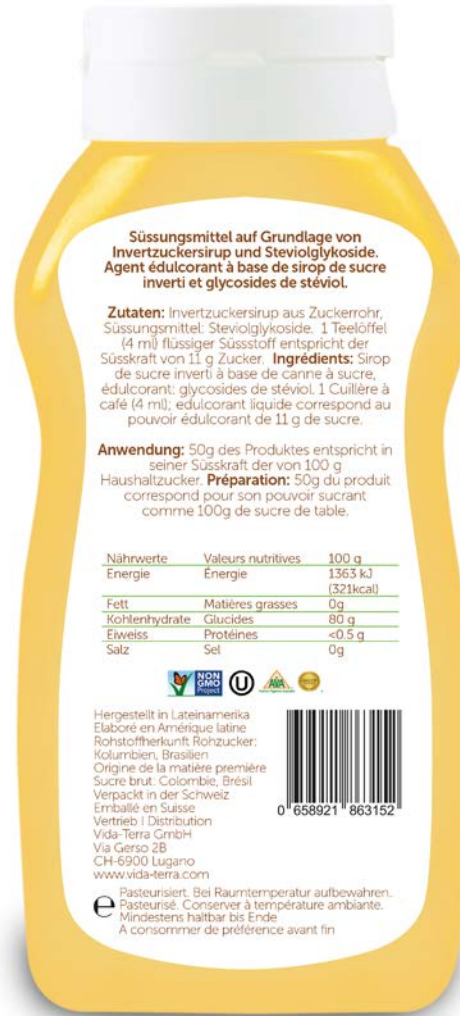 Süssungsmittel auf Grundlage von
Invertzuckersirup und Steviolglykoside.
Agent édulcorant à base de sirop de sucre
inverti et glycosides de stéviol.
Zutaten: Invertzuckersirup aus Zuckerrohr,
Süssungsmittel: Steviolglykoside. 1 Teelöffel
(4 ml) flüssiger Süssstoff entspricht der
Süsskraft von 11 g Zucker. Ingrédients: Sirop
de sucre inverti à base de canne à sucre,
édulcorant: glycosides de stéviol. 1 Cuillère à
café (4 ml); edulcorant liquide correspond au
pouvoir édulcorant de 11 g de sucre.
Anwendung: 50g des Produktes entspricht in
seiner Süsskraft der von 100 g
Haushaltzucker. Préparation: 50g du produit
correspond pour son pouvoir sucrant
comme 100g de sucre de table.
Nährwerte Valeurs nutritives 100 g
Energie Énergie 1363 kJ
(321kcal)
Fett Matières grasses 0g
Kohlenhydrate Glucides 80 g
Eiweiss Protéines <0.5 g
Salz Sel 0g
NON
GMO
Project
U
Hergestellt in Lateinamerika
Elaboré en Amérique latine
Rohstoffherkunft Rohzucker:
Kolumbien, Brasilien
Origine de la matière première
Sucre brut: Colombie, Brésil
Verpackt in der Schweiz
Emballé en Suisse
Vertrieb I Distribution
Vida-Terra GmbH
Via Gerso 2B
CH-6900 Lugano
www.vida-terra.com
0 658921 863152
e
Pasteurisiert. Bei Raumtemperatur aufbewahren.
Pasteurisé. Conserver à température ambiante.
Mindestens haltbar bis Ende
A consommer de préférence avant fin